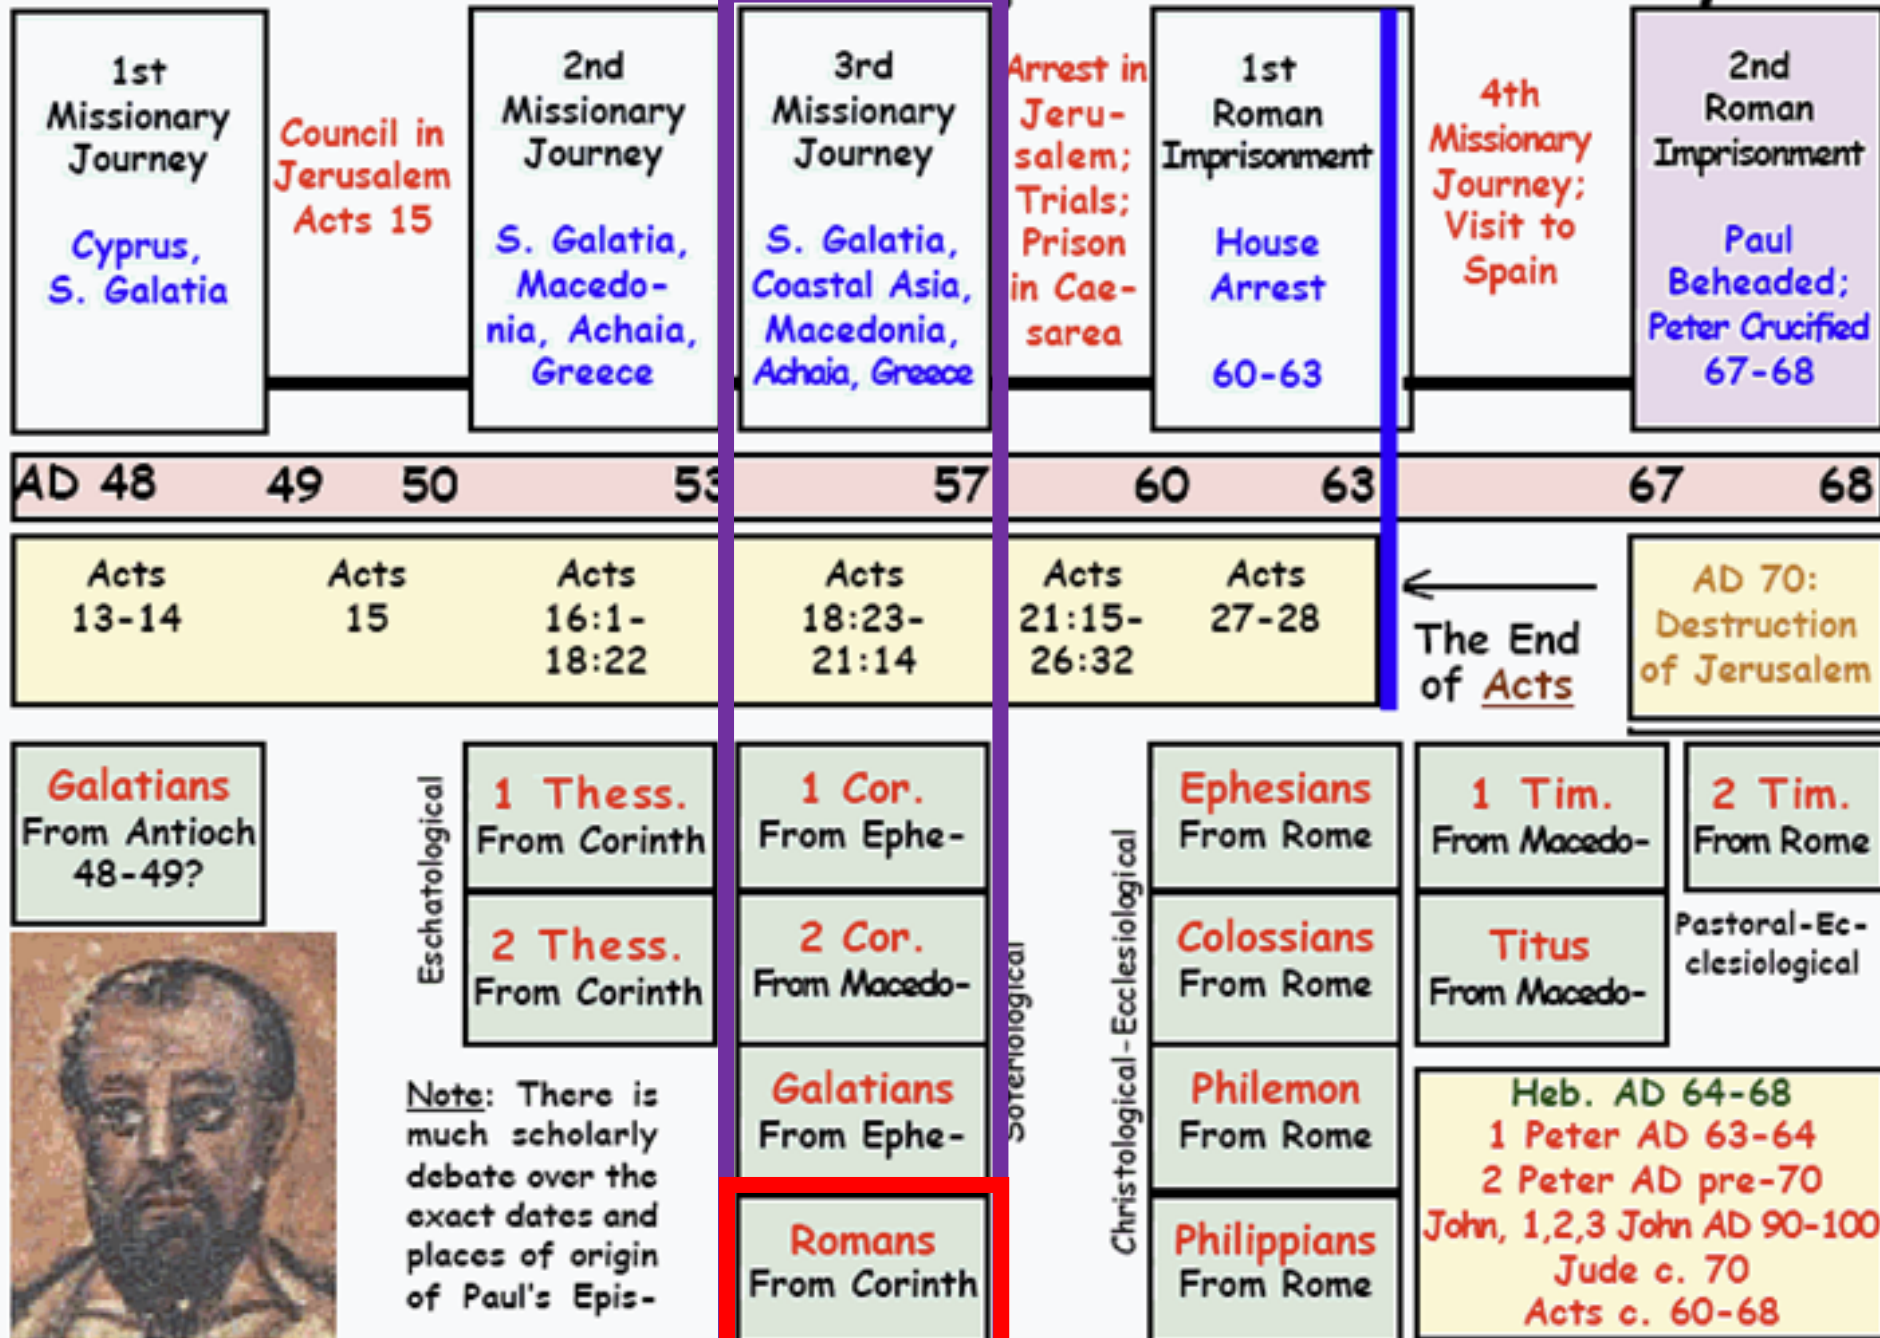 1st
Missionary
Journey
Cyprus,
S. Galatia
Council in
Jerusalem
Acts 15
2nd
Missionary
Journey
S. Galatia,
Macedo-
nia, Achaia,
Greece
3rd
Missionary
Journey
S. Galatia,
Coastal Asia,
Macedonia,
Achaia, Greece
Arrest in
Jeru-
salem;
Trials;
Prison
in Cae-
sarea
1st
Roman
Imprisonment
House
Arrest
60-63
4th
Missionary
Journey;
Visit to
Spain
2nd
Roman
Imprisonment
Paul
Beheaded;
Peter Crucified
67-68
AD 48 49 50 53 57 60 63 67 68
Acts
13-14
Acts
15
Acts
16:1-
18:22
Acts
18:23-
21:14
Acts
21:15-
26:32
Acts
27-28
The End
of Acts
AD 70:
Destruction
of Jerusalem
Galatians
From Antioch
48-49?
Eschatological
1 Thess.
From Corinth
2 Thess.
From Corinth
1 Cor.
From Ephe-
2 Cor.
From Macedo-
Galatians
From Ephe-
Romans
From Corinth
Soteriological
Christological-Ecclesiological
Ephesians
From Rome
Colossians
From Rome
Philemon
From Rome
Philippians
From Rome
1 Tim.
From Macedo-
Titus
From Macedo-
2 Tim.
From Rome
Pastoral-Ec-
clesiological
Note: There is
much scholarly
debate over the
exact dates and
places of origin
of Paul's Epis-
Heb. AD 64-68
1 Peter AD 63-64
2 Peter AD pre-70
John, 1,2,3 John AD 90-100
Jude c. 70
Acts c. 60-68